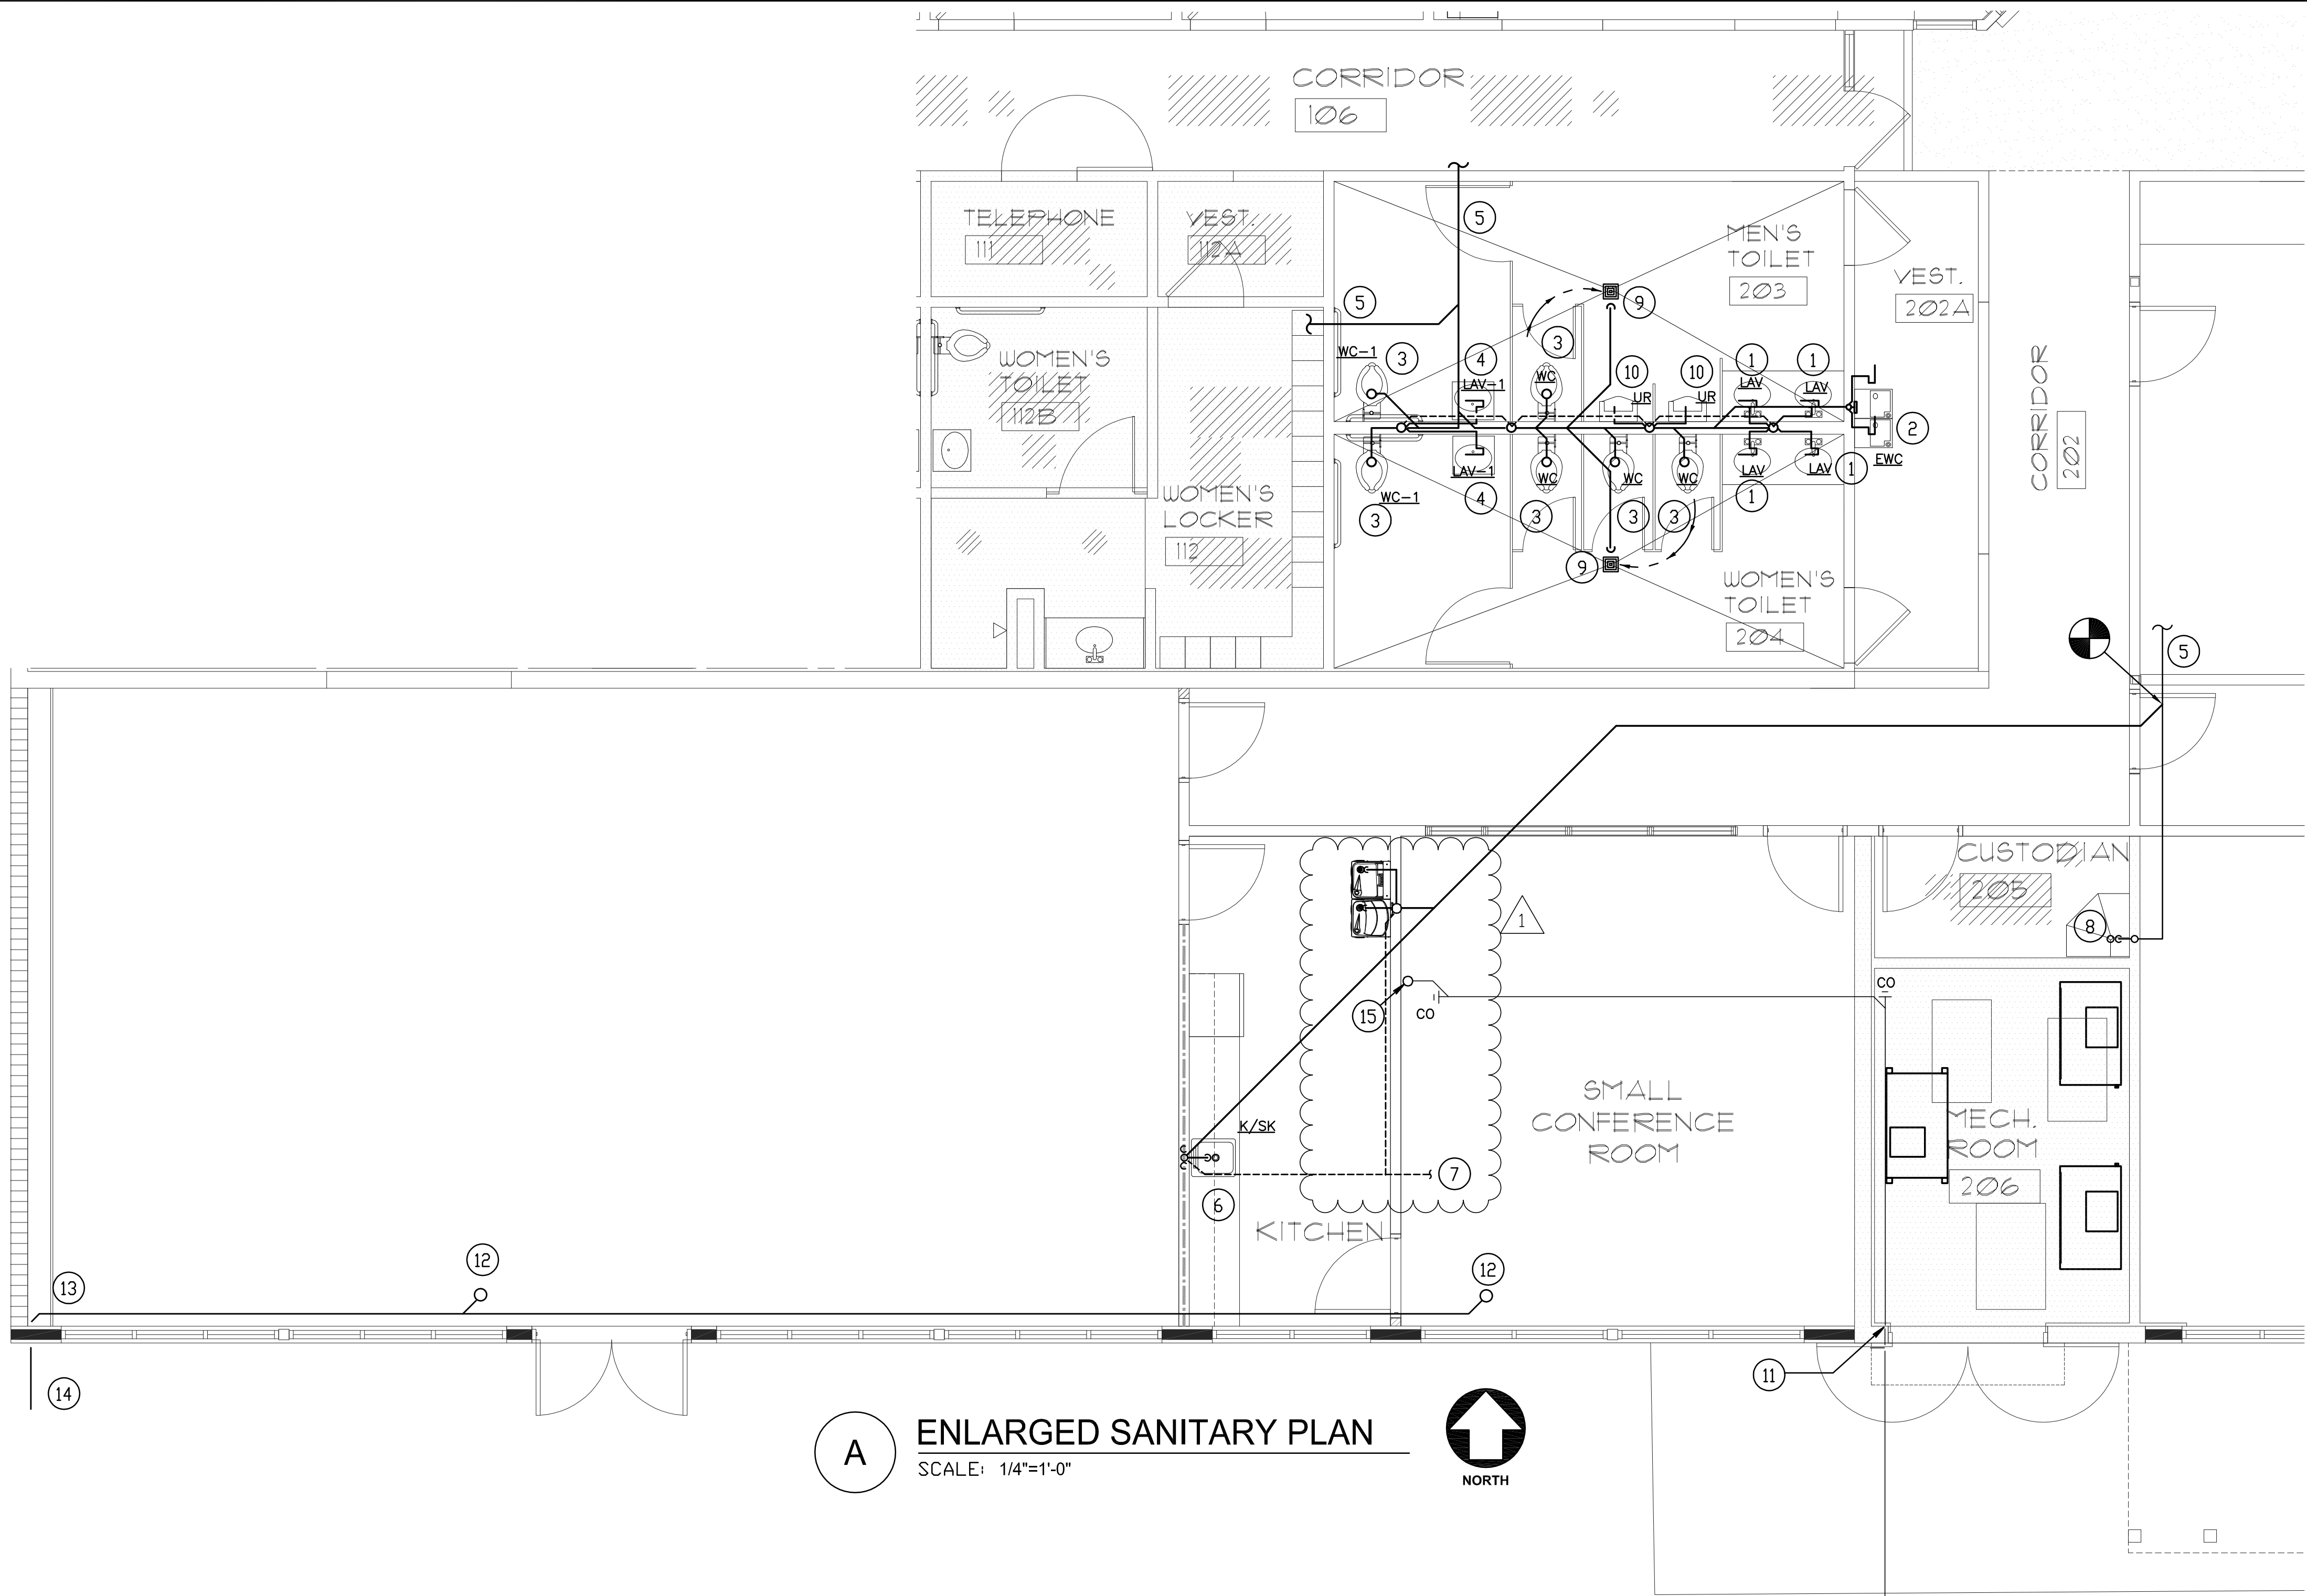 CORRIDOR
106
TELEPHONE
111
VEST.
112A
5
MEN'S
TOILET
203
VEST.
202A
5
9
WOMEN'S
TOILET
112B
WC-1
3
4
LAV-1
3
WC
10
UR
10
UR
1
LAV
1
LAV
2
EWC
CORRIDOR
202
WOMEN'S
LOCKER
112
WC-1
3
LAV-1
4
WC
3
WC
3
WC
3
LAV
1
LAV
1
9
WOMEN'S
TOILET
204
5
CUSTODIAN
205
8
1
15
CO
CO
SMALL
CONFERENCE
ROOM
MECH.
ROOM
206
K/SK
6
7
KITCHEN
12
12
13
14
11
A
ENLARGED SANITARY PLAN
SCALE: 1/4"=1'-0"
NORTH